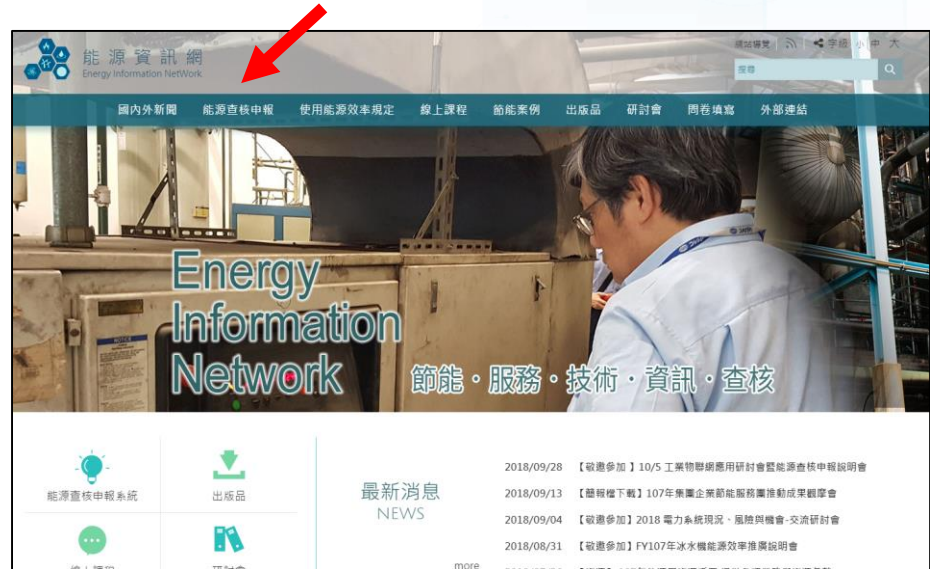 能源資訊網
Energy Information NetWork
網站導覽 字級 小 中 大
搜尋
國內外新聞 能源查核申報 使用能源效率規定 線上課程 節能案例 出版品 研討會 問卷填寫 外部連結
Energy
Information
Network
節能・服務・技術・資訊・查核
能源查核申報系統
出版品
最新消息
NEWS
2018/09/28 【敬邀參加 】10/5 工業物聯網應用研討會暨能源查核申報說明會
2018/09/13 【簡報檔下載】107年集團企業節能服務團推動成果觀摩會
2018/09/04 【敬邀參加】2018 電力系統現況、風險與機會-交流研討會
2018/08/31 【敬邀參加】FY107年冰水機能源效率推廣說明會
more